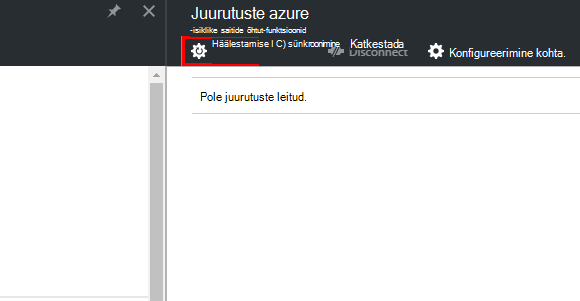 Juurutuste azure
-isiklike saitide õhtut-funktsioonid
Häälestamise I C) sünkroonimine
Katkestada
Disconnect
Konfigureerimine kohta.
Pole juurutuste leitud.